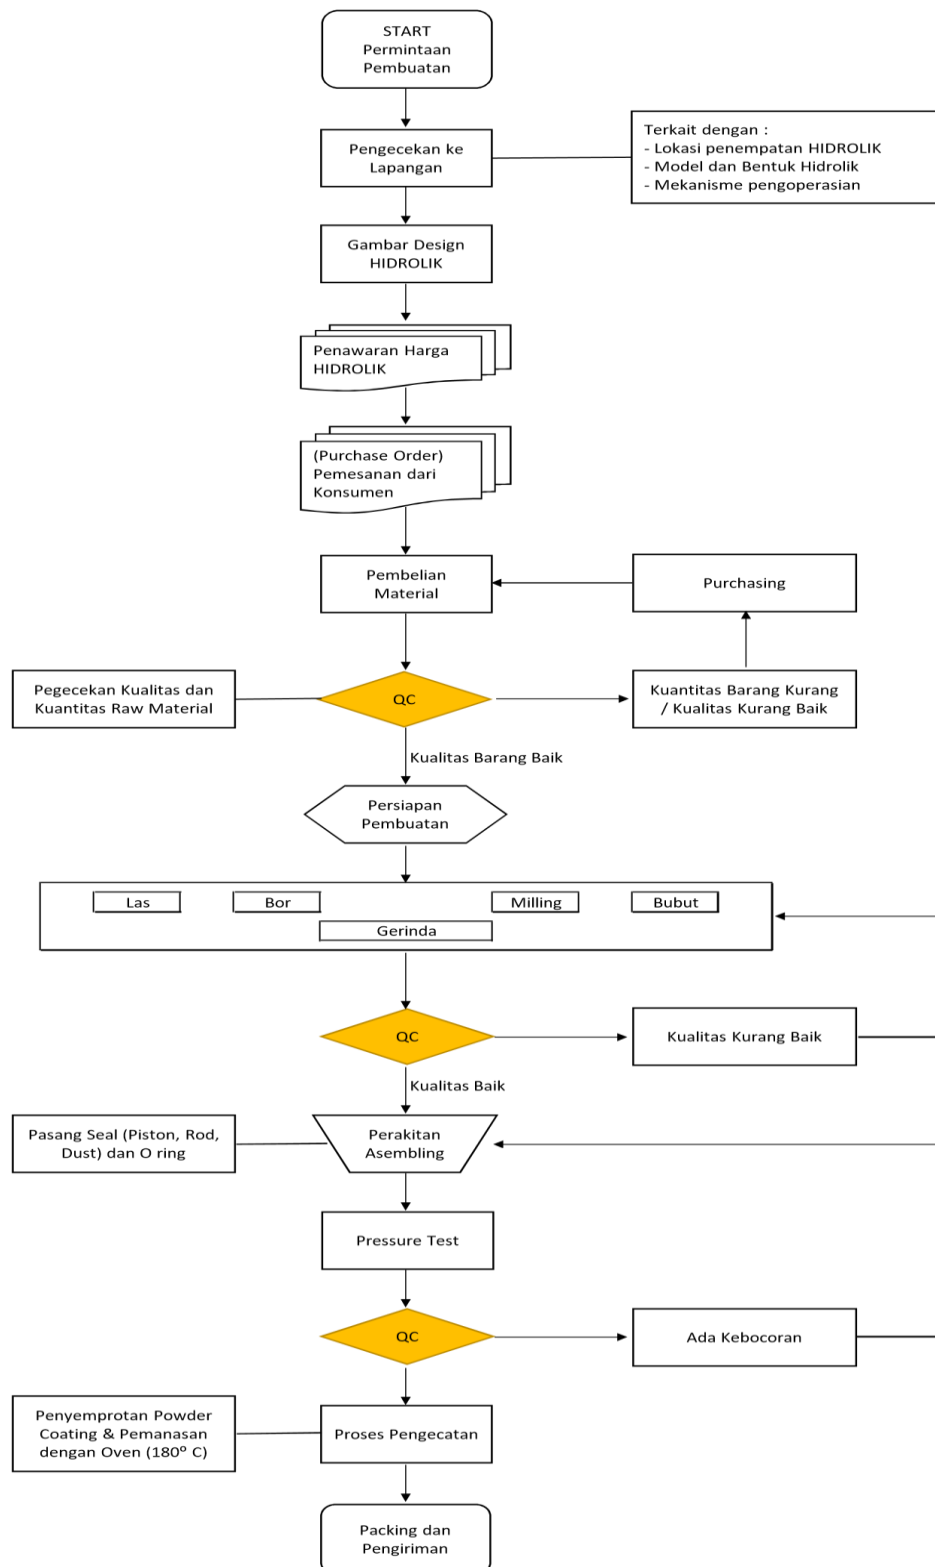 START
Permintaan
Pembuatan
Pengecekan ke
Lapangan
Terkait dengan :
- Lokasi penempatan HIDROLIK
- Model dan Bentuk Hidrolik
- Mekanisme pengoperasian
Gambar Design
HIDROLIK
Penawaran Harga
HIDROLIK
(Purchase Order)
Pemesanan dari
Konsumen
Pembelian
Material
Purchasing
Pegecekan Kualitas dan
Kuantitas Raw Material
QC
Kuantitas Barang Kurang
/ Kualitas Kurang Baik
Kualitas Barang Baik
Persiapan
Pembuatan
Las
Bor
Milling
Bubut
Gerinda
QC
Kualitas Kurang Baik
Kualitas Baik
Pasang Seal (Piston, Rod,
Dust) dan O ring
Perakitan
Asembling
Pressure Test
QC
Ada Kebocoran
Penyemprotan Powder
Coating & Pemanasan
dengan Oven (180º C)
Proses Pengecatan
Packing dan
Pengiriman